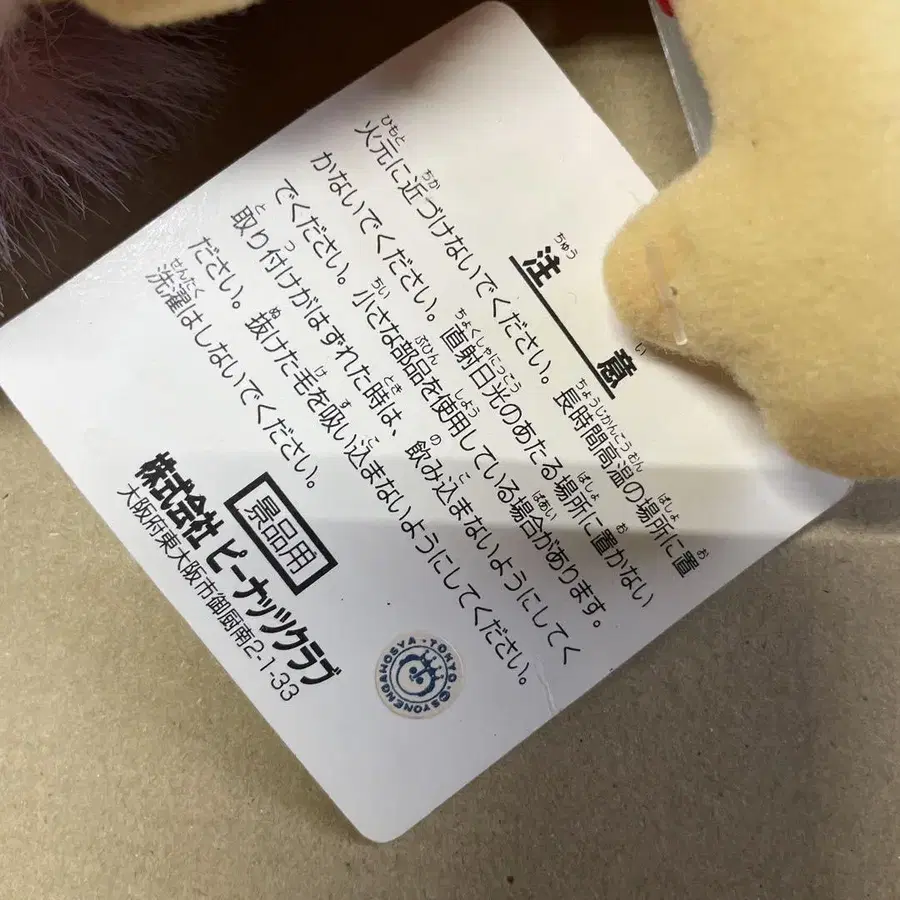 注意
火元に近づけないでください。長時間高温の場所に置
かないでください。直射日光のあたる場所に置かない
でください。小さな部品を使用している場合があります。
取り付けがはずれた時は、飲み込まないようにしてく
ださい。抜けた毛を吸い込まないようにしてください。
洗濯はしないでください。
景品用
株式会社 ピーナッツクラブ
大阪府東大阪市御厨南2-1-33